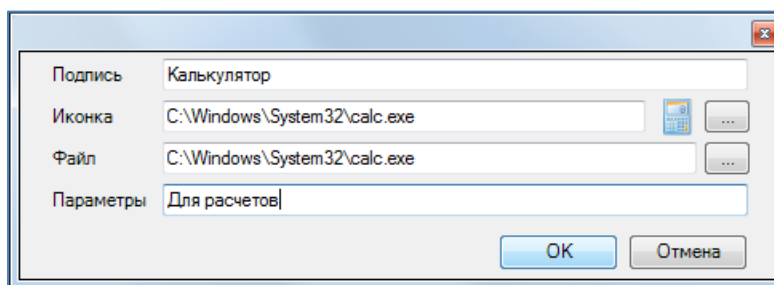 Подпись Калькулятор
Иконка C:\Windows\System32\calc.exe ...
Файл C:\Windows\System32\calc.exe ...
Параметры Для расчетов
OK Отмена